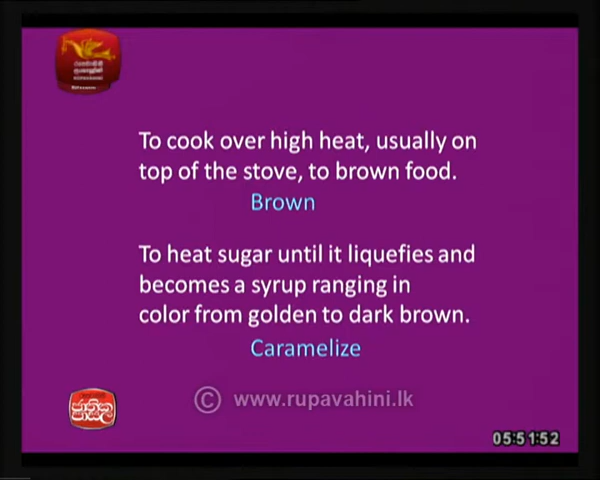 To cook over high heat, usually on
top of the stove, to brown food.
Brown
To heat sugar until it liquefies and
becomes a syrup ranging in
color from golden to dark brown.
Caramelize
© www.rupavahini.lk
05:51:52